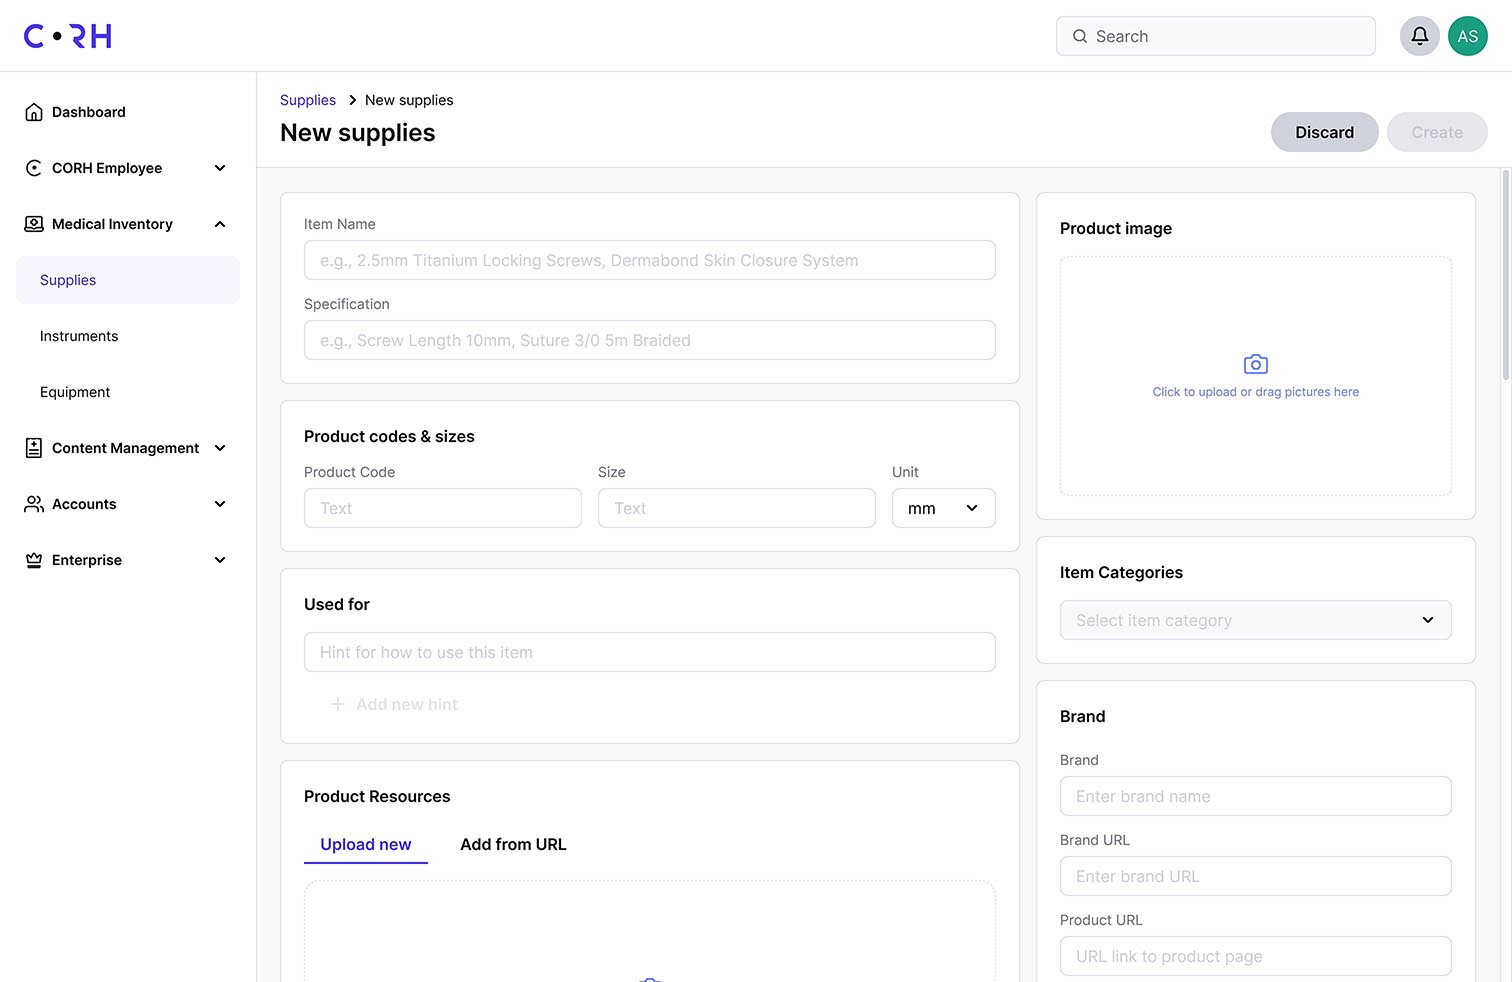 C•RH
Search
AS
Dashboard
CORH Employee
Medical Inventory
Supplies
Instruments
Equipment
Content Management
Accounts
Enterprise
Supplies > New supplies
New supplies
Discard
Create
Item Name
e.g., 2.5mm Titanium Locking Screws, Dermabond Skin Closure System
Specification
e.g., Screw Length 10mm, Suture 3/0 5m Braided
Product codes & sizes
Product Code
Size
Unit
Text
Text
mm
Used for
Hint for how to use this item
+ Add new hint
Product Resources
Upload new
Add from URL
Product image
Click to upload or drag pictures here
Item Categories
Select item category
Brand
Brand
Enter brand name
Brand URL
Enter brand URL
Product URL
URL link to product page